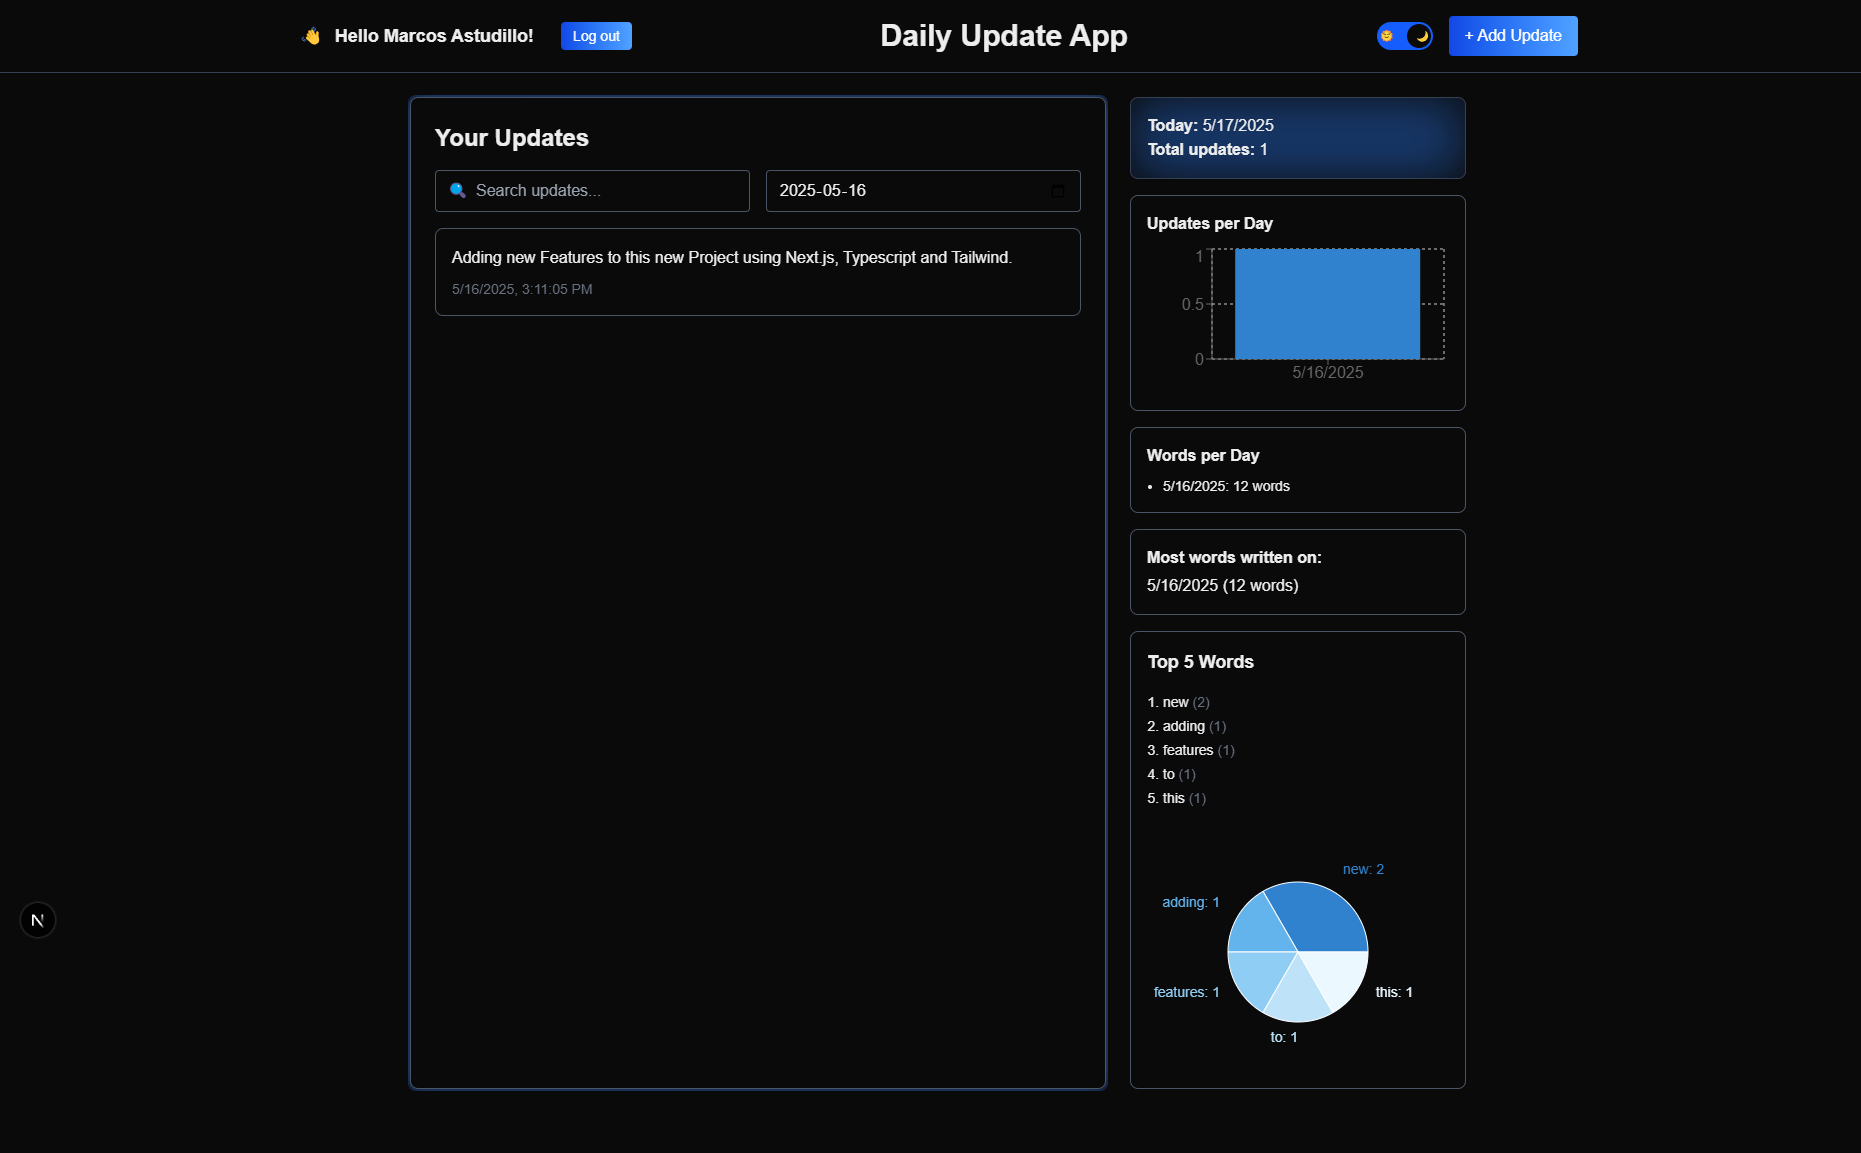 👋 Hello Marcos Astudillo!
Log out
Daily Update App
+ Add Update
Your Updates
Search updates...
2025-05-16
Adding new Features to this new Project using Next.js, Typescript and Tailwind.
5/16/2025, 3:11:05 PM
Today: 5/17/2025
Total updates: 1
Updates per Day
1
0.5
0
5/16/2025
Words per Day
• 5/16/2025: 12 words
Most words written on:
5/16/2025 (12 words)
Top 5 Words
1. new (2)
2. adding (1)
3. features (1)
4. to (1)
5. this (1)
new: 2
adding: 1
features: 1
this: 1
to: 1
N